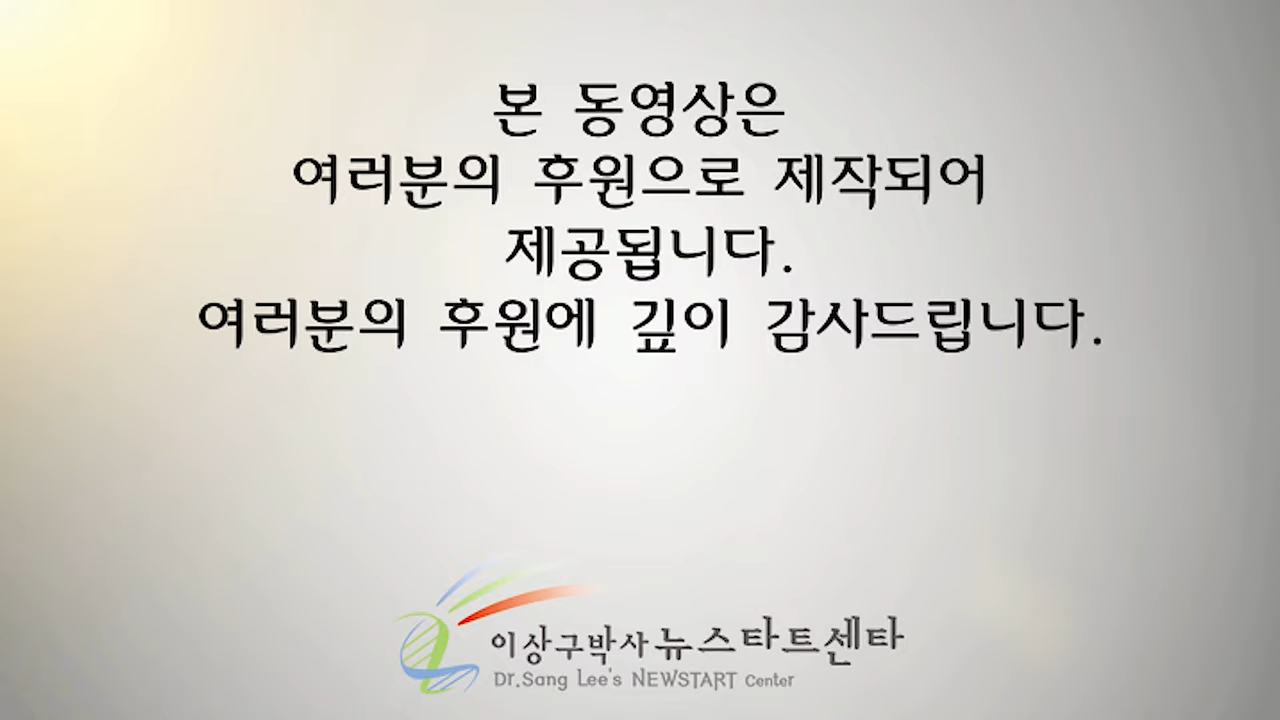 본 동영상은
여러분의 후원으로 제작되어
제공됩니다.
여러분의 후원에 깊이 감사드립니다.
이상구박사 뉴스타트센타
Dr.Sang Lee's NEWSTART Center